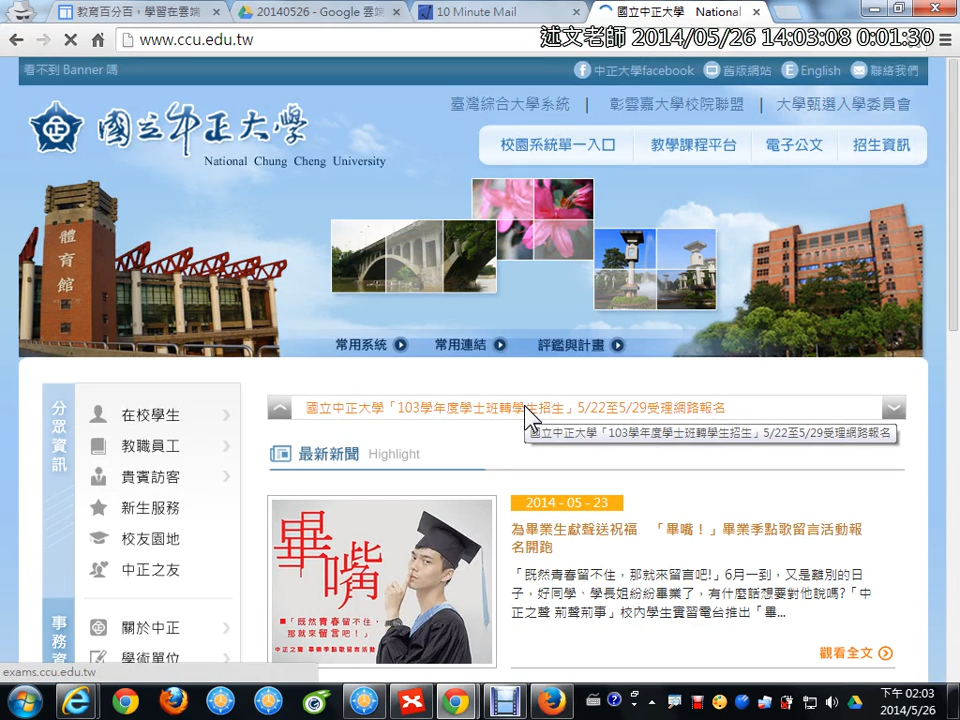 教育百分百，學習在雲端
20140526 - Google 雲端
10 Minute Mail
國立中正大學 National
www.ccu.edu.tw
述文老師 2014/05/26 14:03:08 0:01:30
看不到 Banner 嗎
中正大學facebook
舊版網站
English
聯絡我們
臺灣綜合大學系統 | 彰雲嘉大學校院聯盟 | 大學甄選入學委員會
國立中正大學
National Chung Cheng University
校園系統單一入口
教學課程平台
電子公文
招生資訊
體育館
常用系統
常用連結
評鑑與計畫
分眾資訊
在校學生
教職員工
貴賓訪客
新生服務
校友園地
中正之友
事務資
關於中正
學術單位
國立中正大學「103學年度學士班轉學生招生」5/22至5/29受理網路報名
國立中正大學「103學年度學士班轉學生招生」5/22至5/29受理網路報名
最新新聞 Highlight
畢嘴
■「既然青春留不住，
那就來留言吧！」
中正之聲 畢業季點歌留言活動
2014 - 05 - 23
為畢業生獻聲送祝福 「畢嘴！」畢業季點歌留言活動報
名開跑
「既然青春留不住，那就來留言吧!」6月一到，又是離別的日
子，好同學、學長姐紛紛畢業了，有什麼話想要對他說嗎?「中
正之聲 荊聲荊事」校內學生實習電台推出「畢...
觀看全文
exams.ccu.edu.tw
下午 02:03
2014/5/26